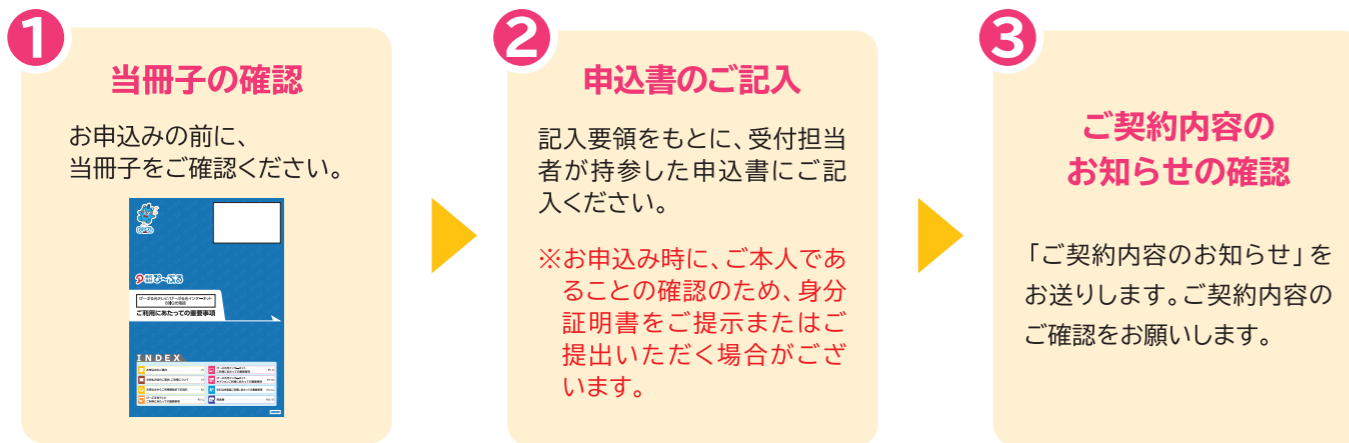 1
当冊子の確認
お申込みの前に、
当冊子をご確認ください。
ご利用にあたっての重要事項
INDEX
2
申込書のご記入
記入要領をもとに、受付担当
者が持参した申込書にご記
入ください。
※お申込み時に、ご本人であ
ることの確認のため、身分
証明書をご提示またはご
提出いただく場合がござ
います。
3
ご契約内容の
お知らせの確認
「ご契約内容のお知らせ」を
お送りします。ご契約内容の
ご確認をお願いします。